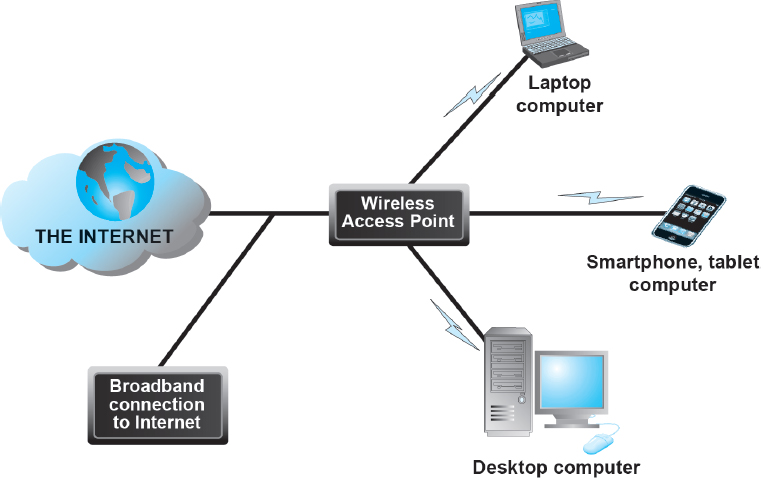 Laptop
computer
THE INTERNET
Wireless
Access Point
Smartphone, tablet
computer
Broadband
connection
to Internet
Desktop computer